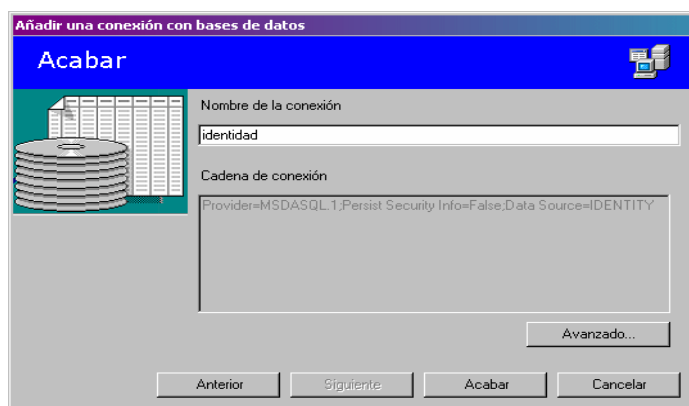 Añadir una conexión con bases de datos
Acabar
Nombre de la conexión
identidad
Cadena de conexión
Provider=MSDASQL.1;Persist Security Info=False;Data Source=IDENTITY
Avanzado...
Anterior Siguiente Acabar Cancelar